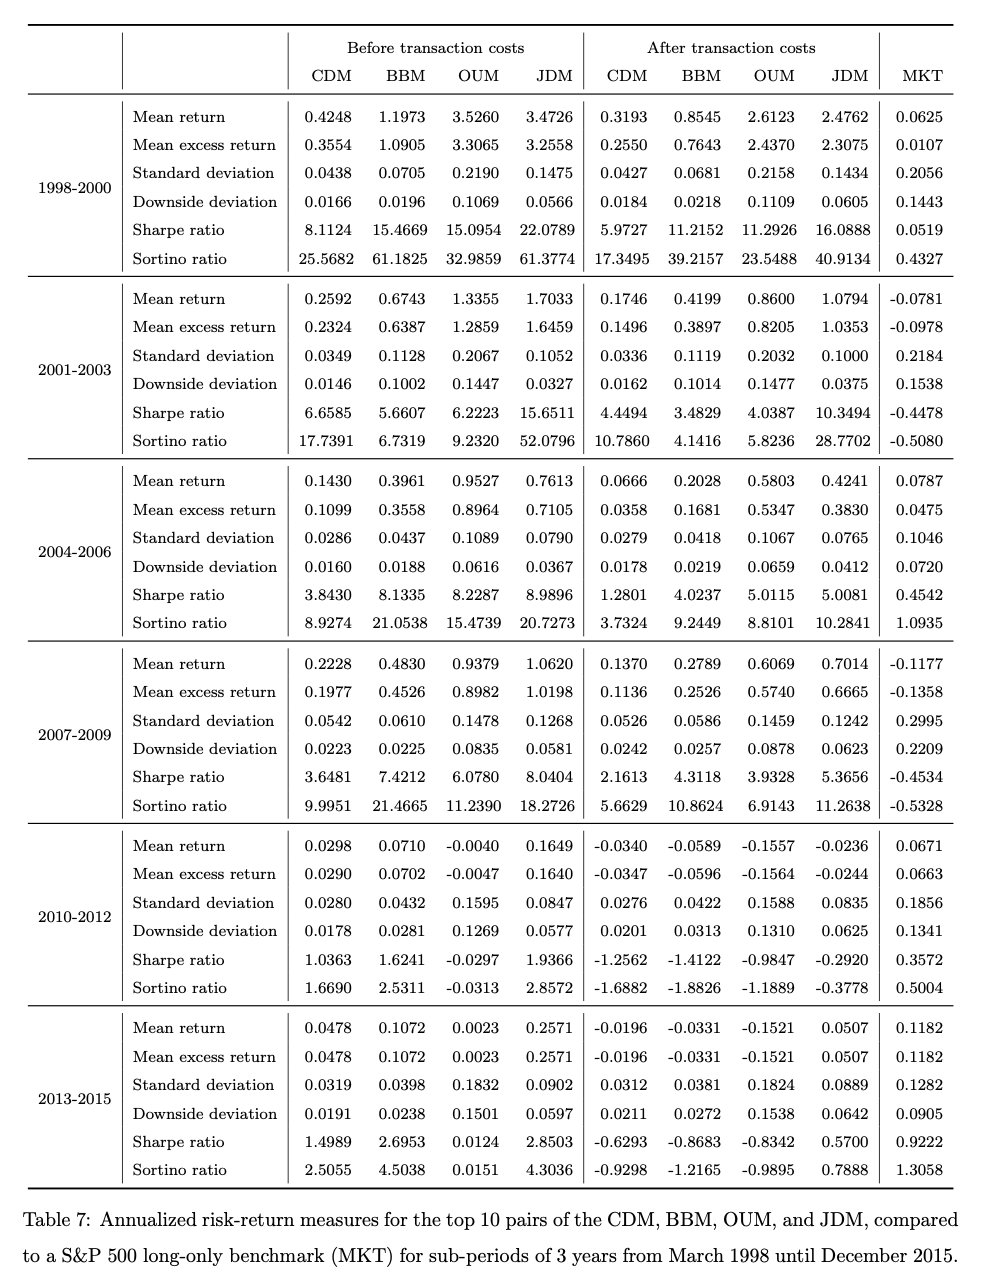 Before transaction costs After transaction costs
CDM BBM OUM JDM CDM BBM OUM JDM MKT
1998-2000
Mean return 0.4248 1.1973 3.5260 3.4726 0.3193 0.8545 2.6123 2.4762 0.0625
Mean excess return 0.3554 1.0905 3.3065 3.2558 0.2550 0.7643 2.4370 2.3075 0.0107
Standard deviation 0.0438 0.0705 0.2190 0.1475 0.0427 0.0681 0.2158 0.1434 0.2056
Downside deviation 0.0166 0.0196 0.1069 0.0566 0.0184 0.0218 0.1109 0.0605 0.1443
Sharpe ratio 8.1124 15.4669 15.0954 22.0789 5.9727 11.2152 11.2926 16.0888 0.0519
Sortino ratio 25.5682 61.1825 32.9859 61.3774 17.3495 39.2157 23.5488 40.9134 0.4327
2001-2003
Mean return 0.2592 0.6743 1.3355 1.7033 0.1746 0.4199 0.8600 1.0794 -0.0781
Mean excess return 0.2324 0.6387 1.2859 1.6459 0.1496 0.3897 0.8205 1.0353 -0.0978
Standard deviation 0.0349 0.1128 0.2067 0.1052 0.0336 0.1119 0.2032 0.1000 0.2184
Downside deviation 0.0146 0.1002 0.1447 0.0327 0.0162 0.1014 0.1477 0.0375 0.1538
Sharpe ratio 6.6585 5.6607 6.2223 15.6511 4.4494 3.4829 4.0387 10.3494 -0.4478
Sortino ratio 17.7391 6.7319 9.2320 52.0796 10.7860 4.1416 5.8236 28.7702 -0.5080
2004-2006
Mean return 0.1430 0.3961 0.9527 0.7613 0.0666 0.2028 0.5803 0.4241 0.0787
Mean excess return 0.1099 0.3558 0.8964 0.7105 0.0358 0.1681 0.5347 0.3830 0.0475
Standard deviation 0.0286 0.0437 0.1089 0.0790 0.0279 0.0418 0.1067 0.0765 0.1046
Downside deviation 0.0160 0.0188 0.0616 0.0367 0.0178 0.0219 0.0659 0.0412 0.0720
Sharpe ratio 3.8430 8.1335 8.2287 8.9896 1.2801 4.0237 5.0115 5.0081 0.4542
Sortino ratio 8.9274 21.0538 15.4739 20.7273 3.7324 9.2449 8.8101 10.2841 1.0935
2007-2009
Mean return 0.2228 0.4830 0.9379 1.0620 0.1370 0.2789 0.6069 0.7014 -0.1177
Mean excess return 0.1977 0.4526 0.8982 1.0198 0.1136 0.2526 0.5740 0.6665 -0.1358
Standard deviation 0.0542 0.0610 0.1478 0.1268 0.0526 0.0586 0.1459 0.1242 0.2995
Downside deviation 0.0223 0.0225 0.0835 0.0581 0.0242 0.0257 0.0878 0.0623 0.2209
Sharpe ratio 3.6481 7.4212 6.0780 8.0404 2.1613 4.3118 3.9328 5.3656 -0.4534
Sortino ratio 9.9951 21.4665 11.2390 18.2726 5.6629 10.8624 6.9143 11.2638 -0.5328
2010-2012
Mean return 0.0298 0.0710 -0.0040 0.1649 -0.0340 -0.0589 -0.1557 -0.0236 0.0671
Mean excess return 0.0290 0.0702 -0.0047 0.1640 -0.0347 -0.0596 -0.1564 -0.0244 0.0663
Standard deviation 0.0280 0.0432 0.1595 0.0847 0.0276 0.0422 0.1588 0.0835 0.1856
Downside deviation 0.0178 0.0281 0.1269 0.0577 0.0201 0.0313 0.1310 0.0625 0.1341
Sharpe ratio 1.0363 1.6241 -0.0297 1.9366 -1.2562 -1.4122 -0.9847 -0.2920 0.3572
Sortino ratio 1.6690 2.5311 -0.0313 2.8572 -1.6882 -1.8826 -1.1889 -0.3778 0.5004
2013-2015
Mean return 0.0478 0.1072 0.0023 0.2571 -0.0196 -0.0331 -0.1521 0.0507 0.1182
Mean excess return 0.0478 0.1072 0.0023 0.2571 -0.0196 -0.0331 -0.1521 0.0507 0.1182
Standard deviation 0.0319 0.0398 0.1832 0.0902 0.0312 0.0381 0.1824 0.0889 0.1282
Downside deviation 0.0191 0.0238 0.1501 0.0597 0.0211 0.0272 0.1538 0.0642 0.0905
Sharpe ratio 1.4989 2.6953 0.0124 2.8503 -0.6293 -0.8683 -0.8342 0.5700 0.9222
Sortino ratio 2.5055 4.5038 0.0151 4.3036 -0.9298 -1.2165 -0.9895 0.7888 1.3058
Table 7: Annualized risk-return measures for the top 10 pairs of the CDM, BBM, OUM, and JDM, compared
to a S&P 500 long-only benchmark (MKT) for sub-periods of 3 years from March 1998 until December 2015.